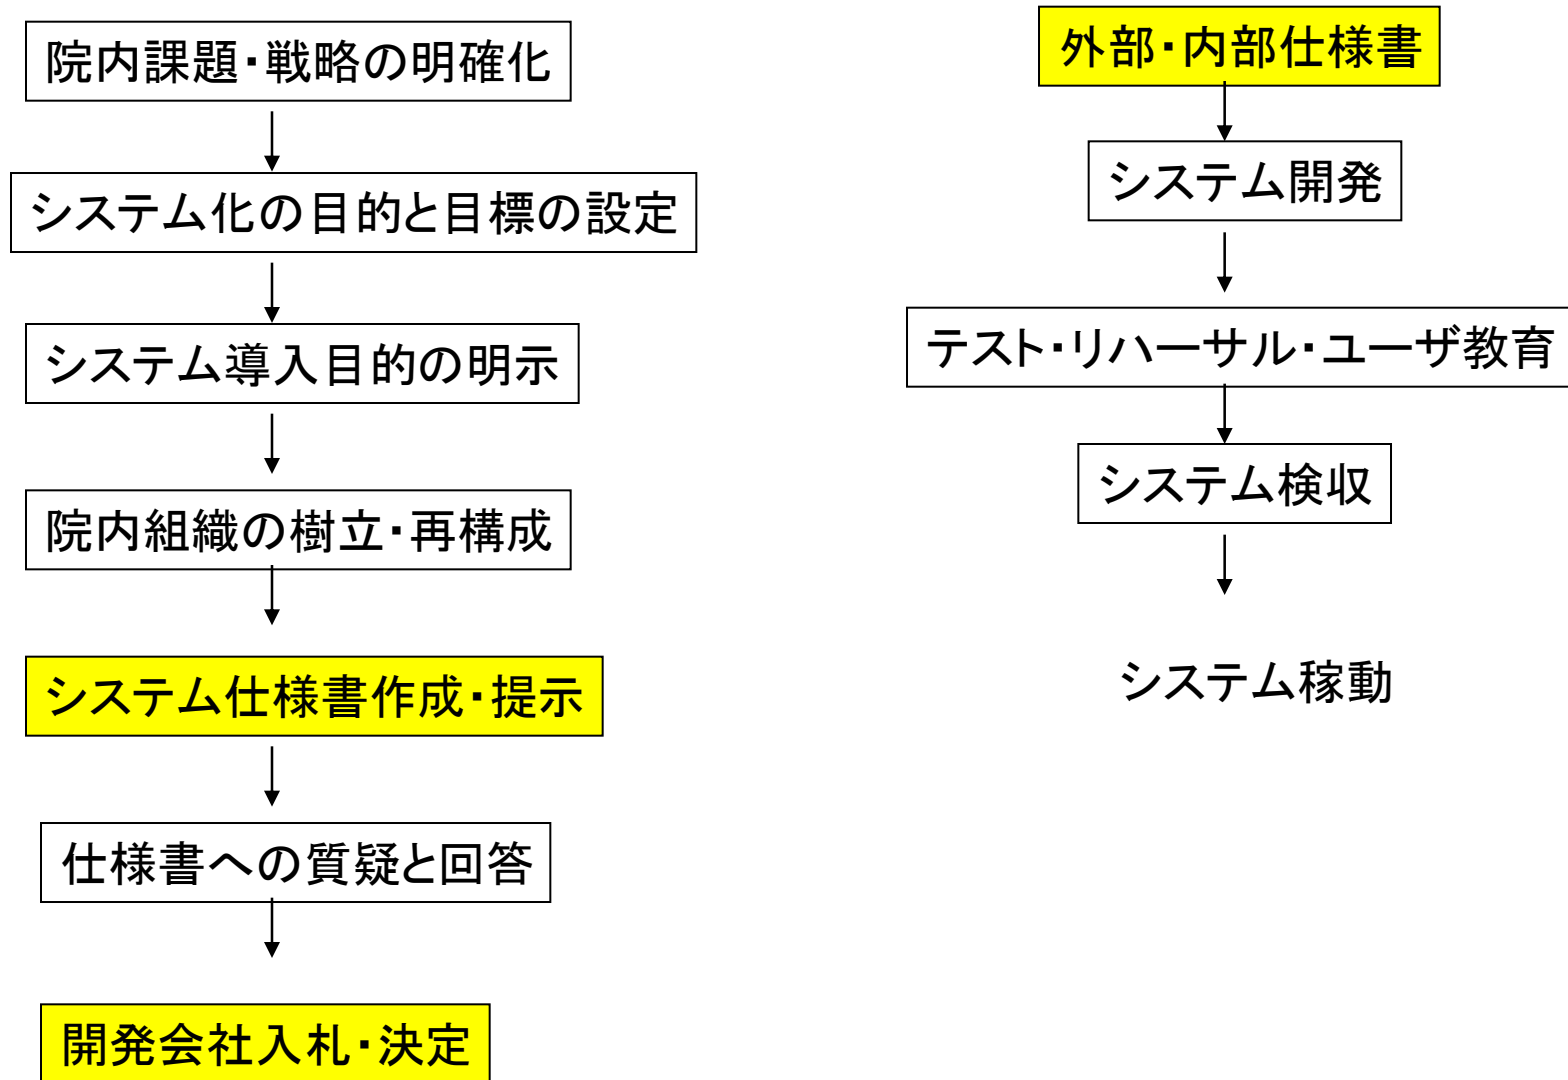 院内課題・戦略の明確化
システム化の目的と目標の設定
システム導入目的の明示
院内組織の樹立・再構成
システム仕様書作成・提示
仕様書への質疑と回答
開発会社入札・決定
外部・内部仕様書
システム開発
テスト・リハーサル・ユーザ教育
システム検収
システム稼動